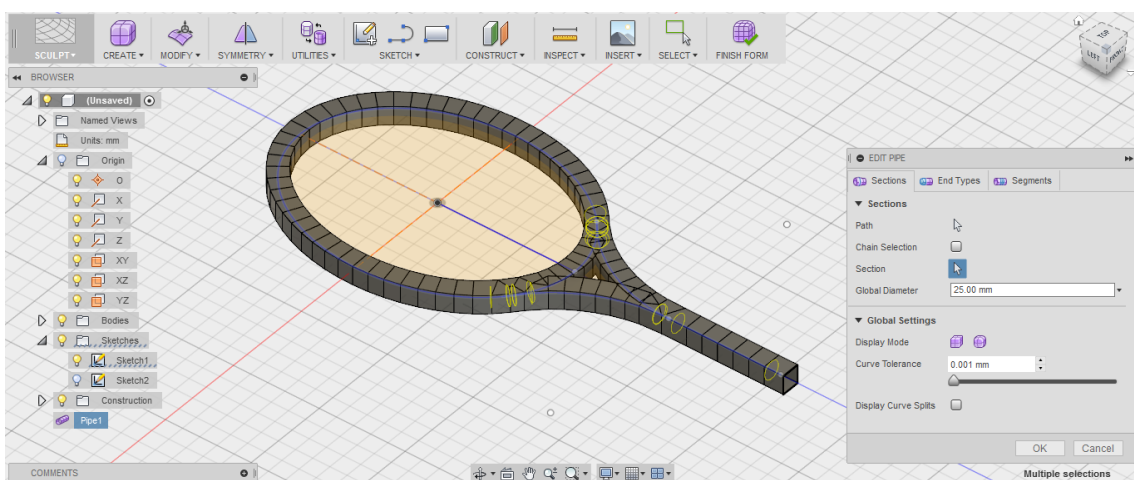 SCULPT CREATE MODIFY SYMMETRY UTILITIES SKETCH CONSTRUCT INSPECT INSERT SELECT FINISH FORM
TOP
LEFT FRONT
BROWSER
(Unsaved)
Named Views
Units: mm
Origin
O
X
Y
Z
XY
XZ
YZ
Bodies
Sketches
Sketch1
Sketch2
Construction
Pipe1
COMMENTS
EDIT PIPE
Sections End Types Segments
Sections
Path
Chain Selection
Section
Global Diameter 25.00 mm
Global Settings
Display Mode
Curve Tolerance 0.001 mm
Display Curve Splits
OK Cancel
Multiple selections